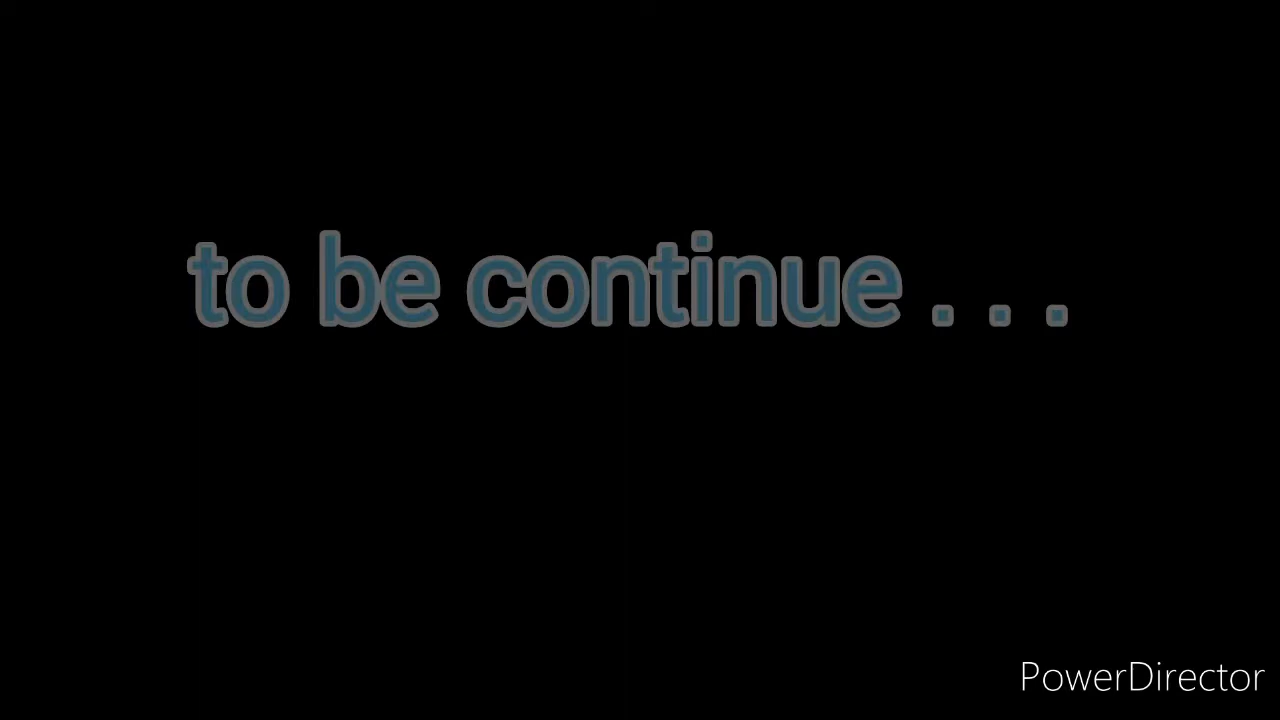 to be continue . . .
PowerDirector